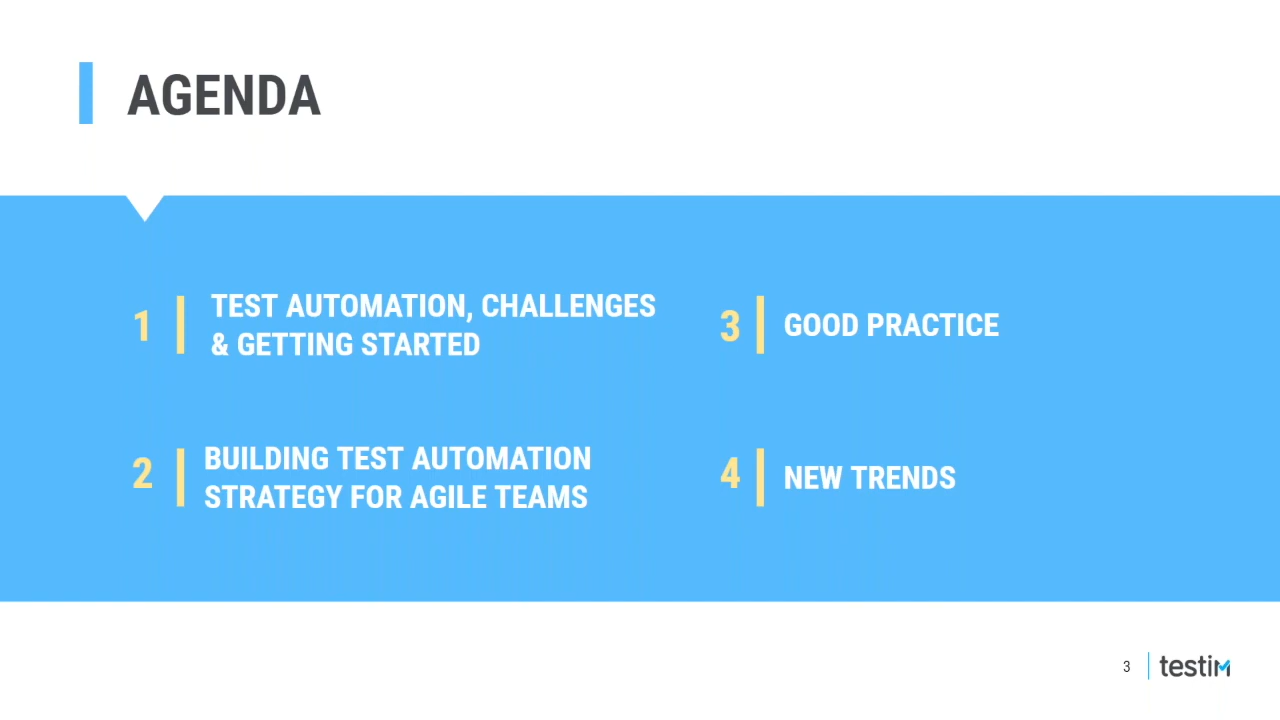 AGENDA
1
TEST AUTOMATION, CHALLENGES
& GETTING STARTED
2
BUILDING TEST AUTOMATION
STRATEGY FOR AGILE TEAMS
3
GOOD PRACTICE
4
NEW TRENDS
3
testim